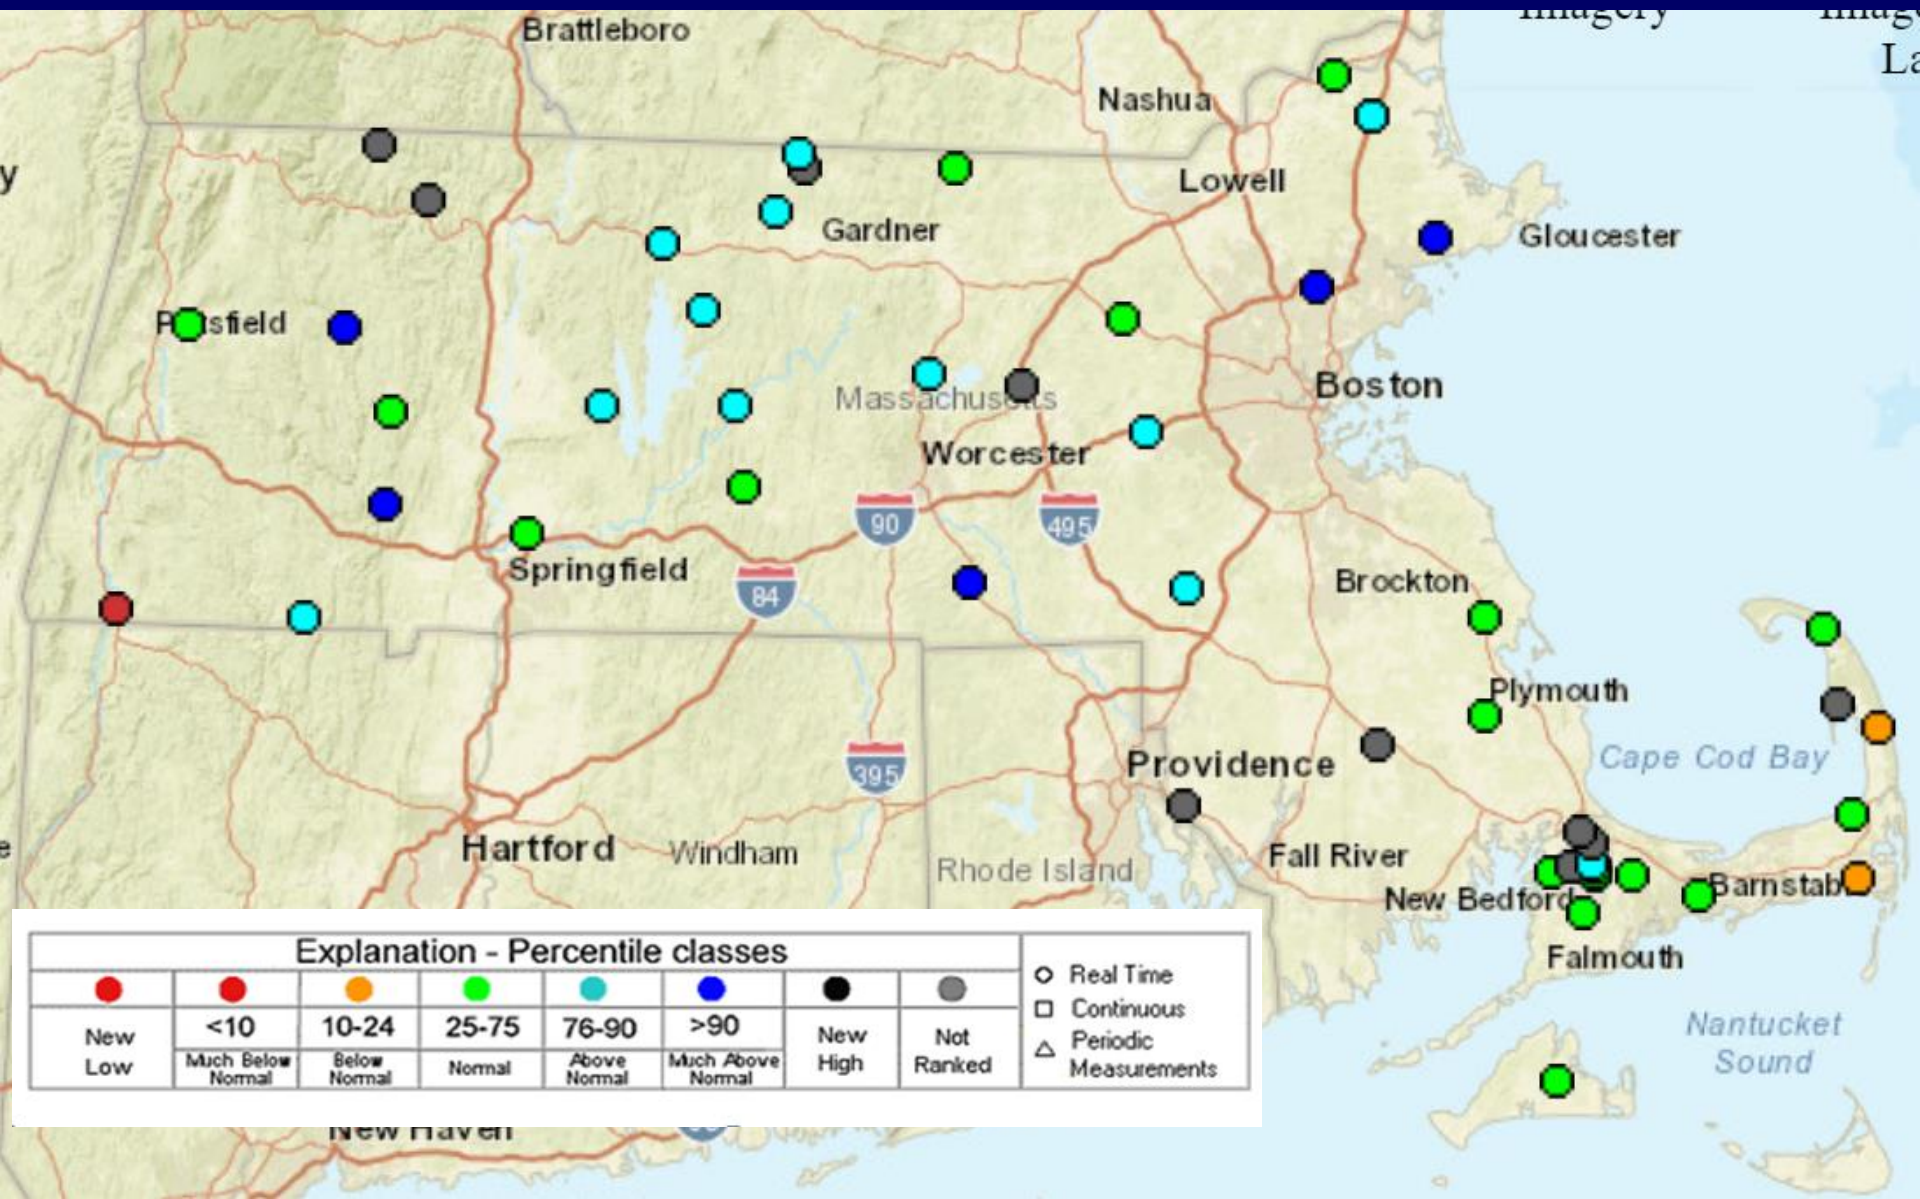 Imagery
Brattleboro
Nashua
y
Lowell
Gardner
Gloucester
Massachusetts
Boston
Worcester
90
495
Springfield
84
Brockton
Plymouth
Cape Cod Bay
Providence
395
Hartford
Windham
Rhode Island
Fall River
New Bedford
Falmouth
Nantucket
Sound
Explanation - Percentile classes
New
Low
<10
Much Below
Normal
10-24
Below
Normal
25-75
Normal
76-90
Above
Normal
>90
Much Above
Normal
New
High
Not
Ranked
Real Time
Continuous
Periodic
Measurements
New Haven